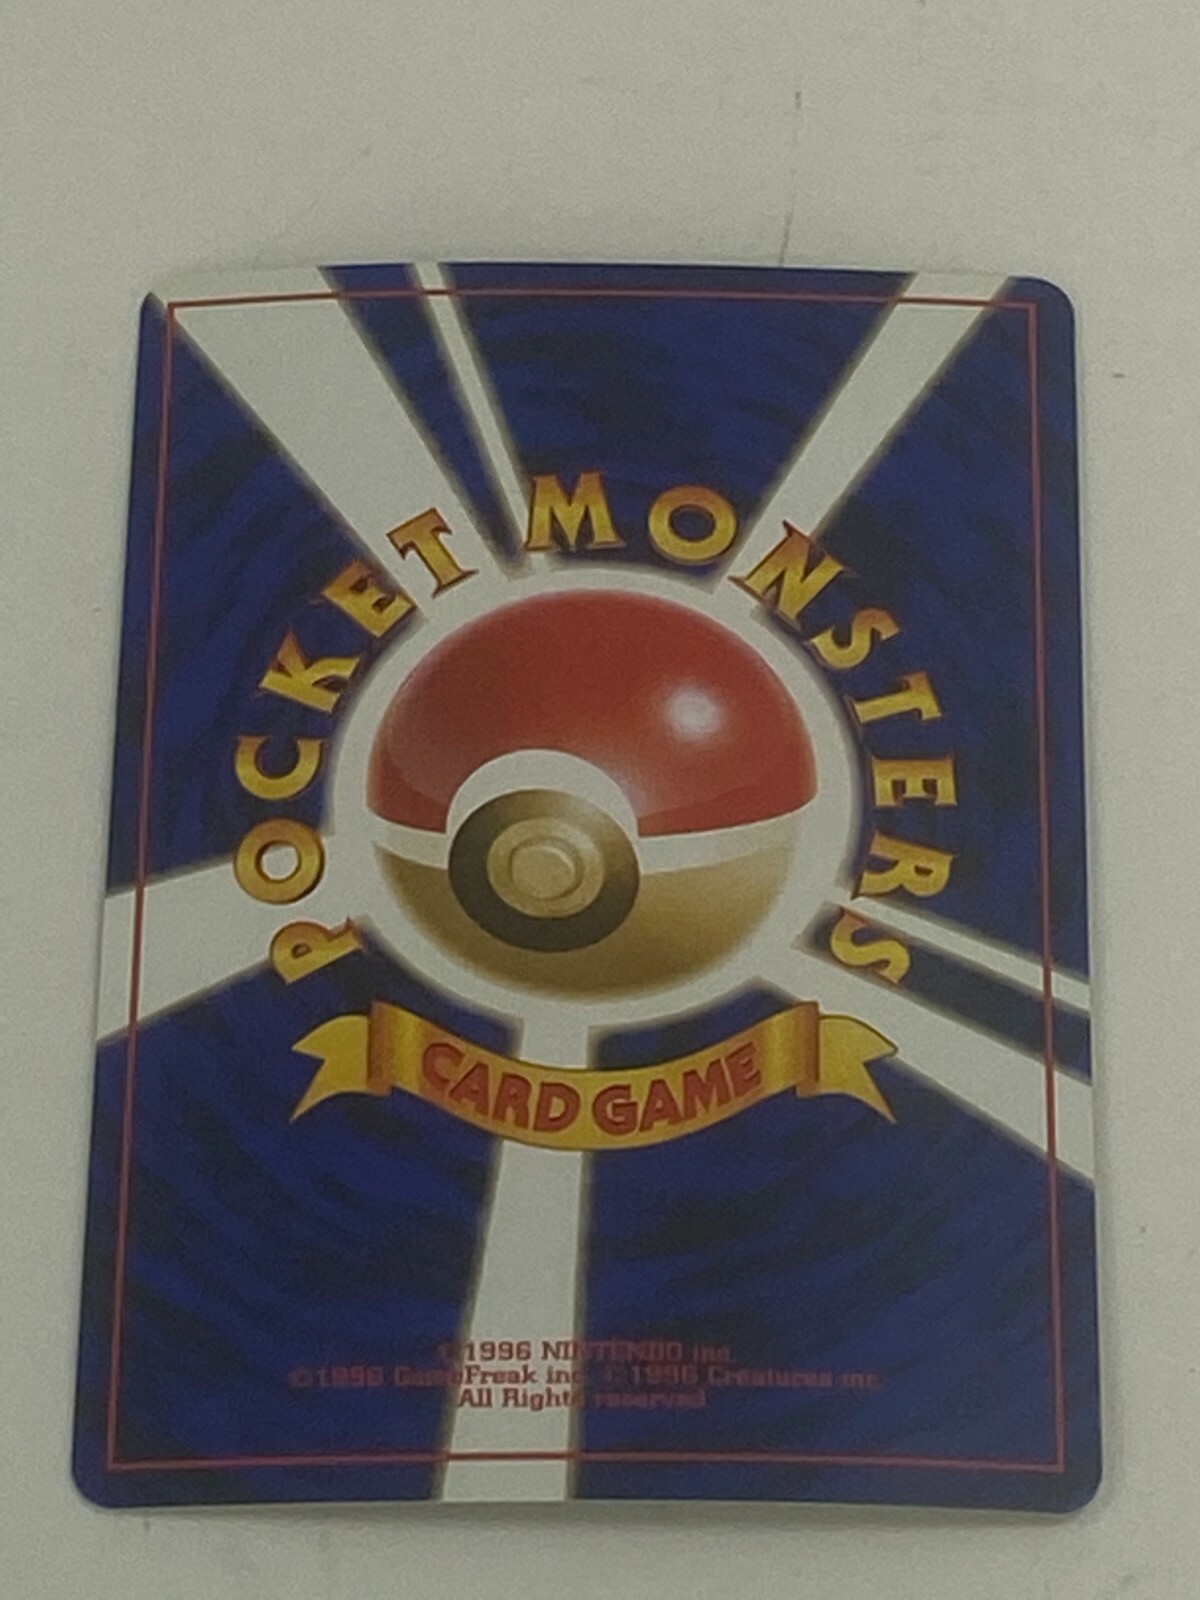 POCKET MONSTERS
CARD GAME
©1996 NINTENDO inc.
©1996 GameFreak inc. ©1996 Creatures inc.
All Rights reserved